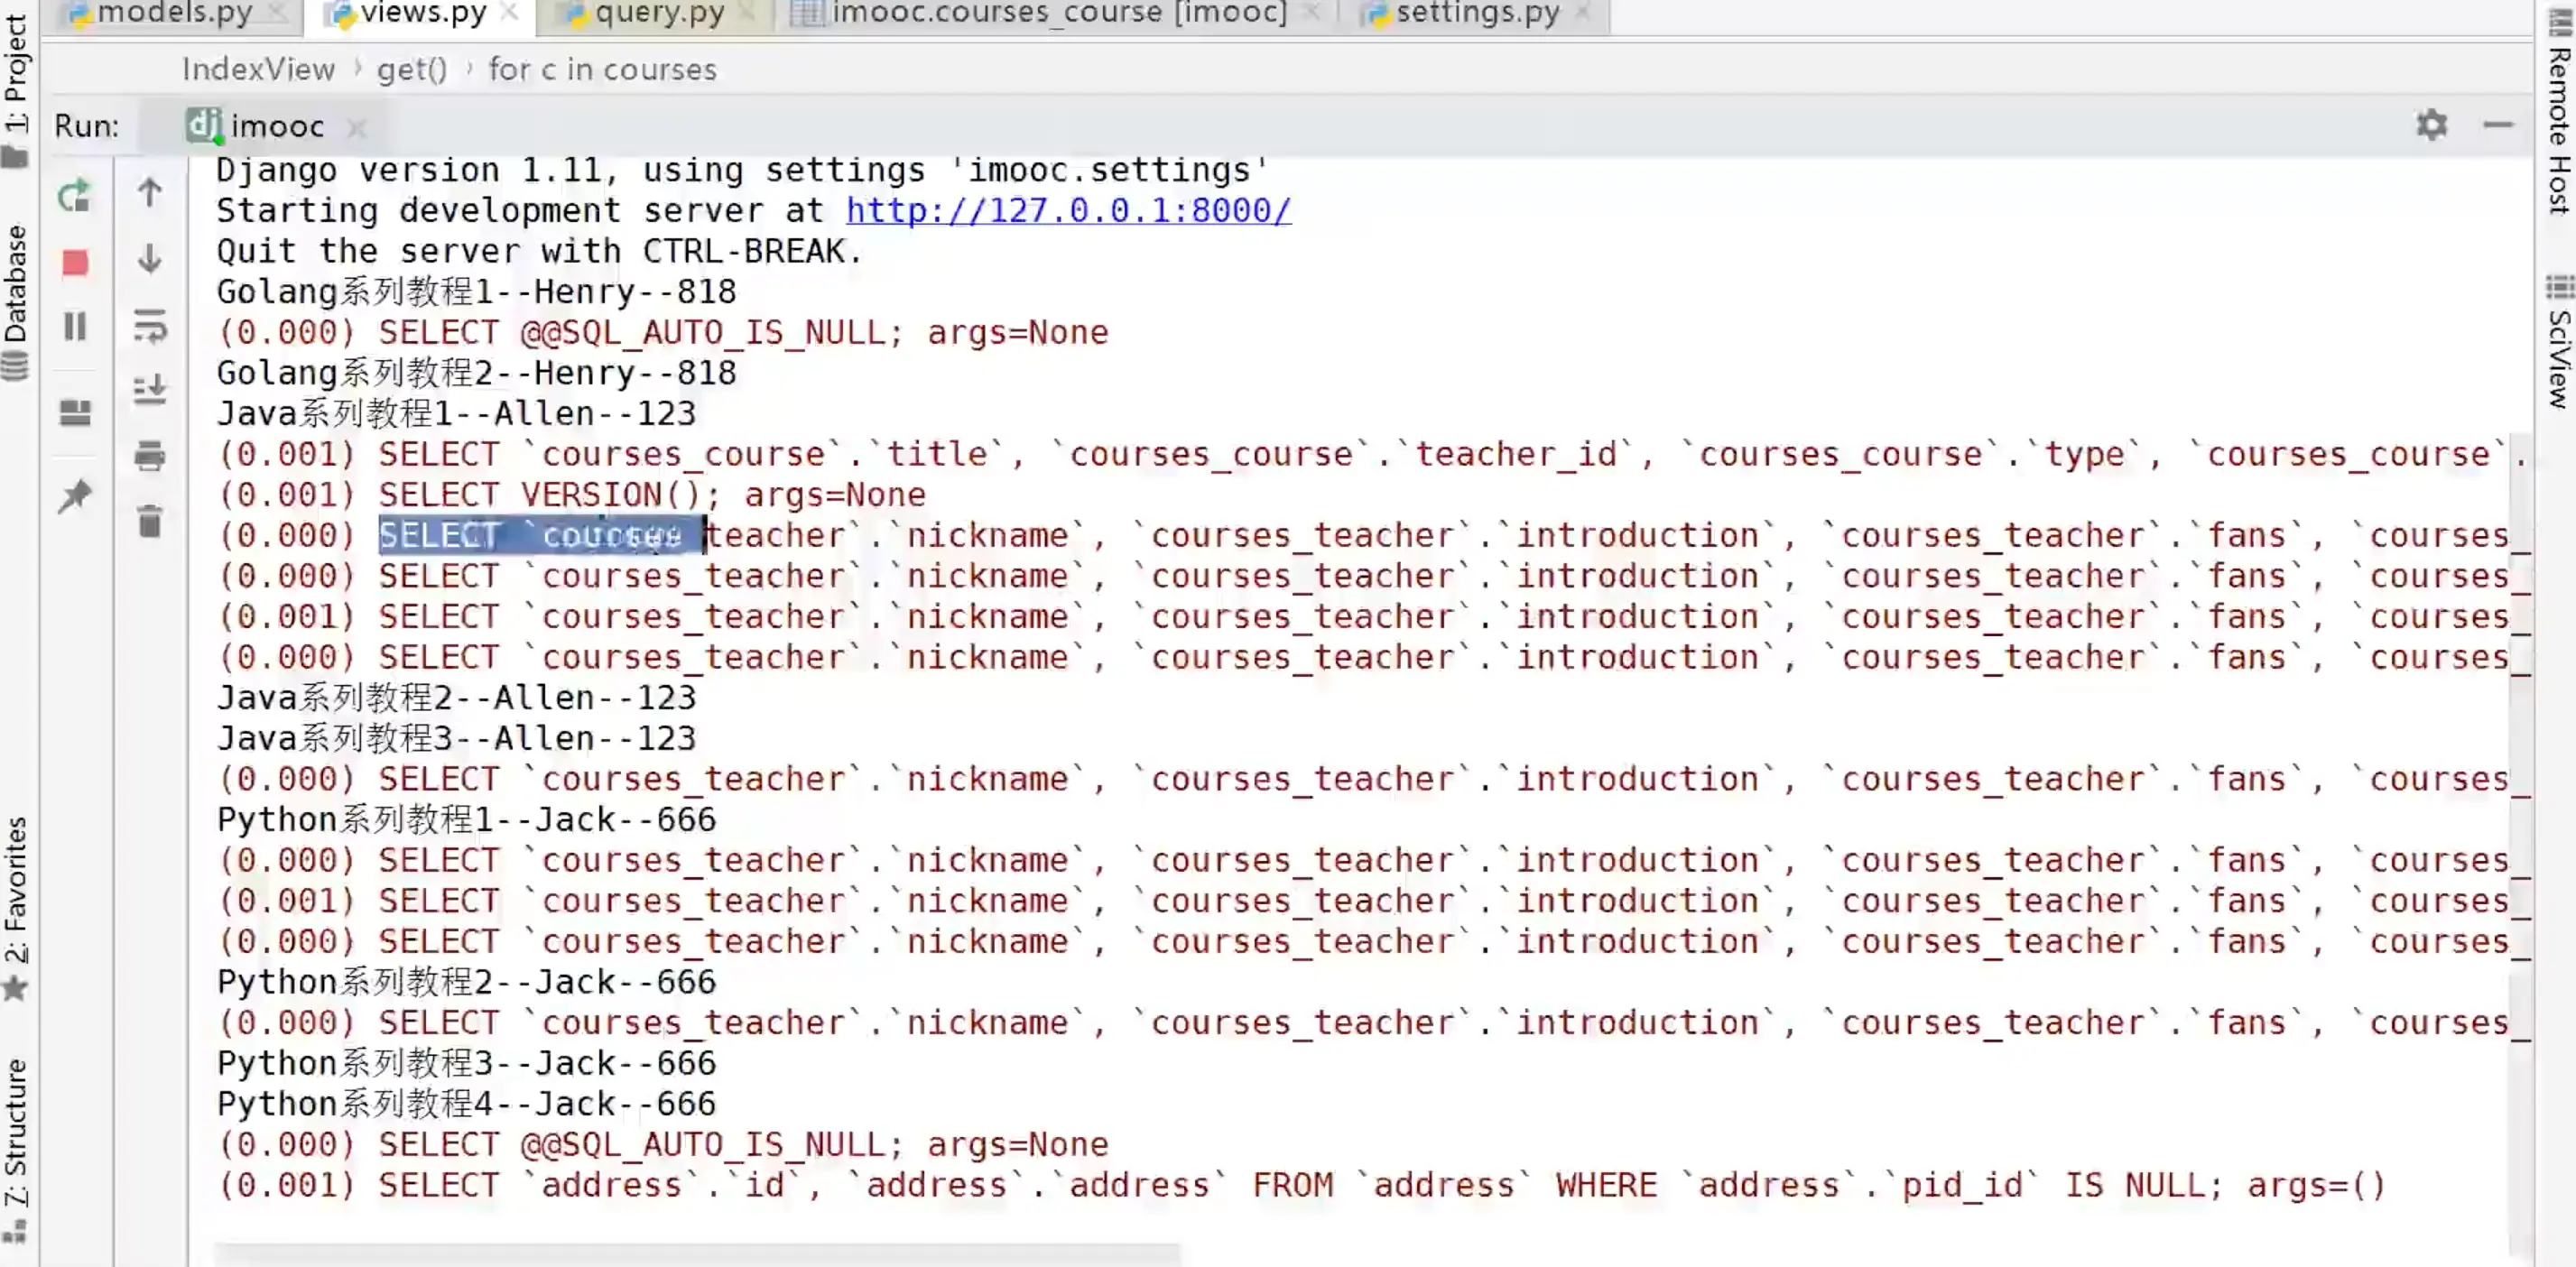 models.py
views.py
query.py
imooc.courses_course [imooc]
settings.py
IndexView
get()
for c in courses
Run:
imooc
Django version 1.11, using settings 'imooc.settings'
Starting development server at http://127.0.0.1:8000/
Quit the server with CTRL-BREAK.
Golang系列教程1--Henry--818
(0.000) SELECT @@SQL_AUTO_IS_NULL; args=None
Golang系列教程2--Henry--818
Java系列教程1--Allen--123
(0.001) SELECT `courses_course`.`title`, `courses_course`.`teacher_id`, `courses_course`.`type`, `courses_course`.
(0.001) SELECT VERSION(); args=None
(0.000) SELECT `courses_teacher`.`nickname`, `courses_teacher`.`introduction`, `courses_teacher`.`fans`, `courses_
(0.000) SELECT `courses_teacher`.`nickname`, `courses_teacher`.`introduction`, `courses_teacher`.`fans`, `courses_
(0.001) SELECT `courses_teacher`.`nickname`, `courses_teacher`.`introduction`, `courses_teacher`.`fans`, `courses_
(0.000) SELECT `courses_teacher`.`nickname`, `courses_teacher`.`introduction`, `courses_teacher`.`fans`, `courses_
Java系列教程2--Allen--123
Java系列教程3--Allen--123
(0.000) SELECT `courses_teacher`.`nickname`, `courses_teacher`.`introduction`, `courses_teacher`.`fans`, `courses_
Python系列教程1--Jack--666
(0.000) SELECT `courses_teacher`.`nickname`, `courses_teacher`.`introduction`, `courses_teacher`.`fans`, `courses_
(0.001) SELECT `courses_teacher`.`nickname`, `courses_teacher`.`introduction`, `courses_teacher`.`fans`, `courses_
(0.000) SELECT `courses_teacher`.`nickname`, `courses_teacher`.`introduction`, `courses_teacher`.`fans`, `courses_
Python系列教程2--Jack--666
(0.000) SELECT `courses_teacher`.`nickname`, `courses_teacher`.`introduction`, `courses_teacher`.`fans`, `courses_
Python系列教程3--Jack--666
Python系列教程4--Jack--666
(0.000) SELECT @@SQL_AUTO_IS_NULL; args=None
(0.001) SELECT `address`.`id`, `address`.`address` FROM `address` WHERE `address`.`pid_id` IS NULL; args=()
1: Project
Database
2: Favorites
7: Structure
Remote Host
SciView